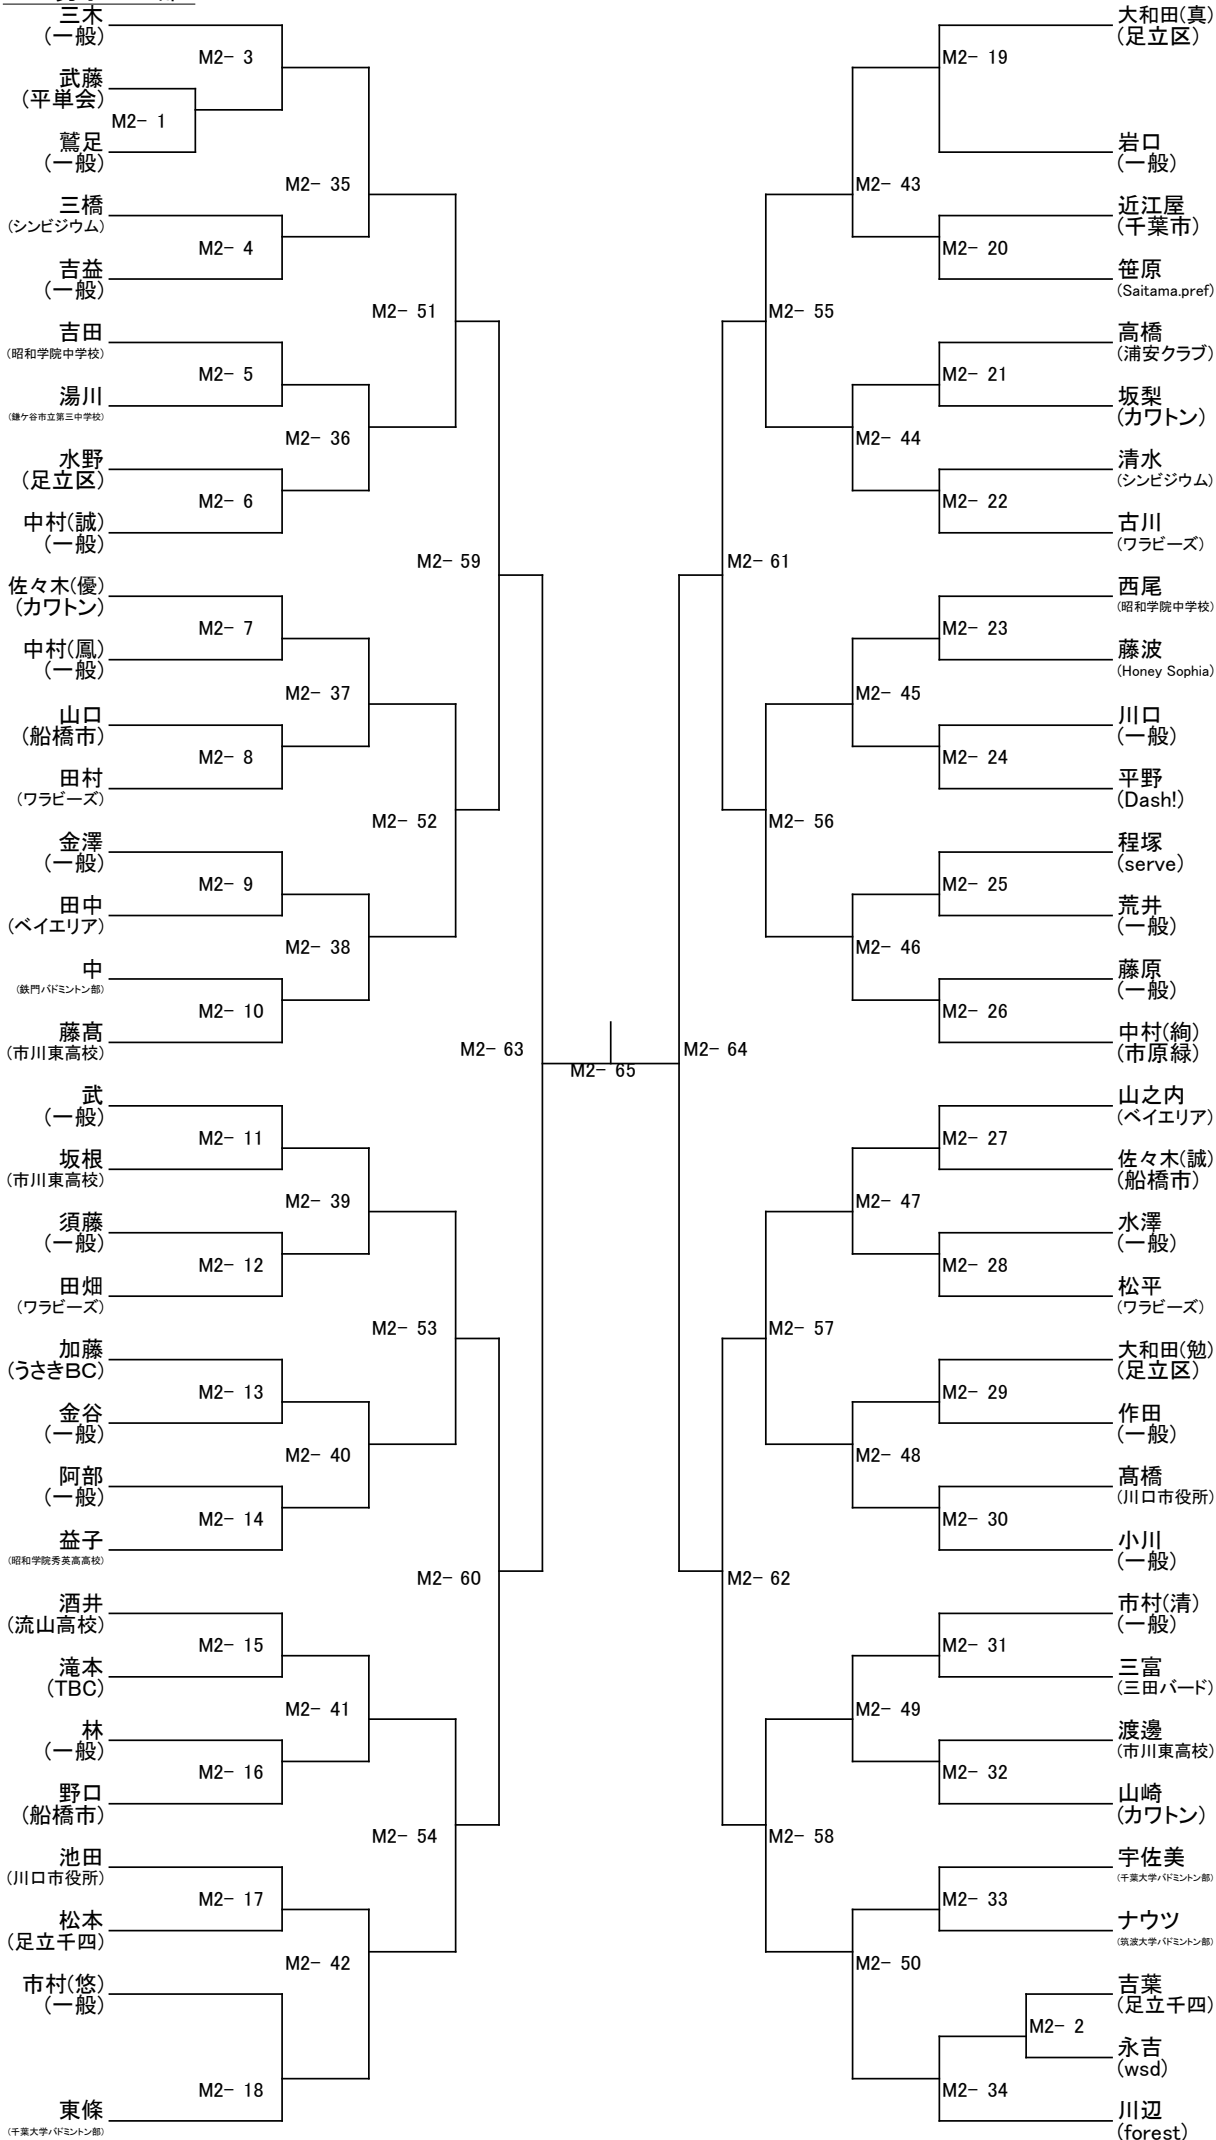 三木
(一般)
M2- 3
武藤
(平単会)
M2- 1
鷲足
(一般)
M2- 35
三橋
(シンビジウム)
M2- 4
吉益
(一般)
M2- 51
吉田
(昭和学院中学校)
M2- 5
湯川
(鎌ケ谷市立第三中学校)
M2- 36
水野
(足立区)
M2- 6
中村(誠)
(一般)
M2- 59
佐々木(優)
(カワトン)
M2- 7
中村(鳳)
(一般)
M2- 37
山口
(船橋市)
M2- 8
田村
(ワラビーズ)
M2- 52
金澤
(一般)
M2- 9
田中
(ベイエリア)
M2- 38
中
(鉄門バドミントン部)
M2- 10
藤髙
(市川東高校)
M2- 63
武
(一般)
M2- 11
坂根
(市川東高校)
M2- 39
須藤
(一般)
M2- 12
田畑
(ワラビーズ)
M2- 53
加藤
(うさぎBC)
M2- 13
金谷
(一般)
M2- 40
阿部
(一般)
M2- 14
益子
(昭和学院秀英高高校)
M2- 60
酒井
(流山高校)
M2- 15
滝本
(TBC)
M2- 41
林
(一般)
M2- 16
野口
(船橋市)
M2- 54
池田
(川口市役所)
M2- 17
松本
(足立千四)
M2- 42
市村(悠)
(一般)
M2- 18
東條
(千葉大学バドミントン部)
M2- 65
大和田(真)
(足立区)
M2- 19
岩口
(一般)
M2- 43
近江屋
(千葉市)
M2- 20
笹原
(Saitama.pref)
M2- 55
高橋
(浦安クラブ)
M2- 21
坂梨
(カワトン)
M2- 44
清水
(シンビジウム)
M2- 22
古川
(ワラビーズ)
M2- 61
西尾
(昭和学院中学校)
M2- 23
藤波
(Honey Sophia)
M2- 45
川口
(一般)
M2- 24
平野
(Dash!)
M2- 56
程塚
(serve)
M2- 25
荒井
(一般)
M2- 46
藤原
(一般)
M2- 26
中村(絢)
(市原緑)
M2- 64
山之内
(ベイエリア)
M2- 27
佐々木(誠)
(船橋市)
M2- 47
水澤
(一般)
M2- 28
松平
(ワラビーズ)
M2- 57
大和田(勉)
(足立区)
M2- 29
作田
(一般)
M2- 48
髙橋
(川口市役所)
M2- 30
小川
(一般)
M2- 62
市村(清)
(一般)
M2- 31
三富
(三田バード)
M2- 49
渡邊
(市川東高校)
M2- 32
山崎
(カワトン)
M2- 58
宇佐美
(千葉大学バドミントン部)
M2- 33
ナウツ
(筑波大学バドミントン部)
M2- 50
吉葉
(足立千四)
M2- 2
永吉
(wsd)
M2- 34
川辺
(forest)